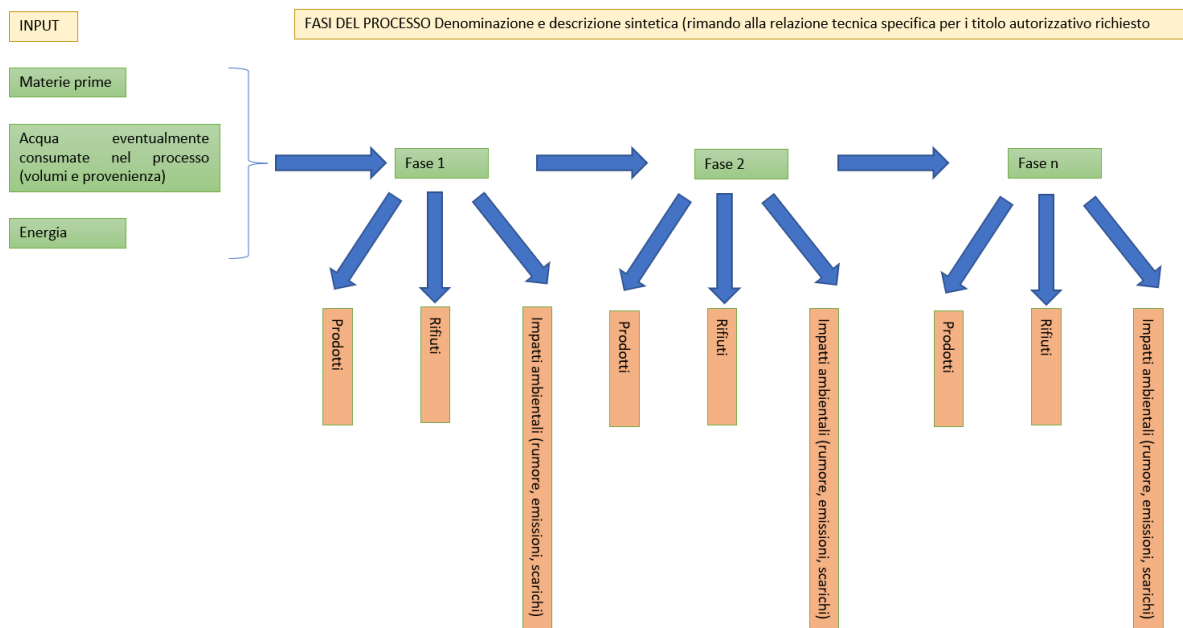 INPUT
FASI DEL PROCESSO Denominazione e descrizione sintetica (rimando alla relazione tecnica specifica per i titolo autorizzativo richiesto
Materie prime
Acqua eventualmente
consumate nel processo
(volumi e provenienza)
Energia
Fase 1
Fase 2
Fase n
Prodotti
Rifiuti
Impatti ambientali (rumore, emissioni, scarichi)
Prodotti
Rifiuti
Impatti ambientali (rumore, emissioni, scarichi)
Prodotti
Rifiuti
Impatti ambientali (rumore, emissioni, scarichi)